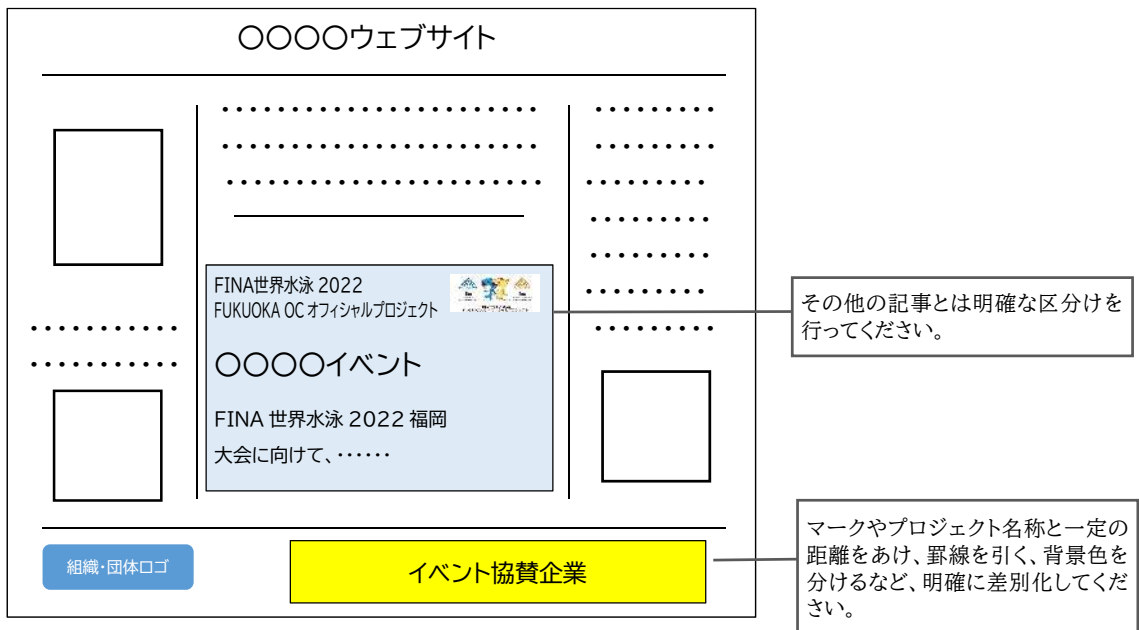 〇〇〇〇ウェブサイト
・・・・・・・・・・・・・・・・・・・・・・・
・・・・・・・・・・・・・・・・・・・・・・・
・・・・・・・・・・・・・・・・・・・・・・・
・・・・・・・・・
・・・・・・・・・
・・・・・・・・・
・・・・・・・・・
・・・・・・・・・
・・・・・・・・・
・・・・・・・・・
・・・・・・・・・・・
・・・・・・・・・・・
FINA世界水泳 2022
FUKUOKA OC オフィシャルプロジェクト
〇〇〇〇イベント
FINA 世界水泳 2022 福岡
大会に向けて、・・・・・・
その他の記事とは明確な区分けを
行ってください。
組織・団体ロゴ
イベント協賛企業
マークやプロジェクト名称と一定の
距離をあけ、罫線を引く、背景色を
分けるなど、明確に差別化してくだ
さい。